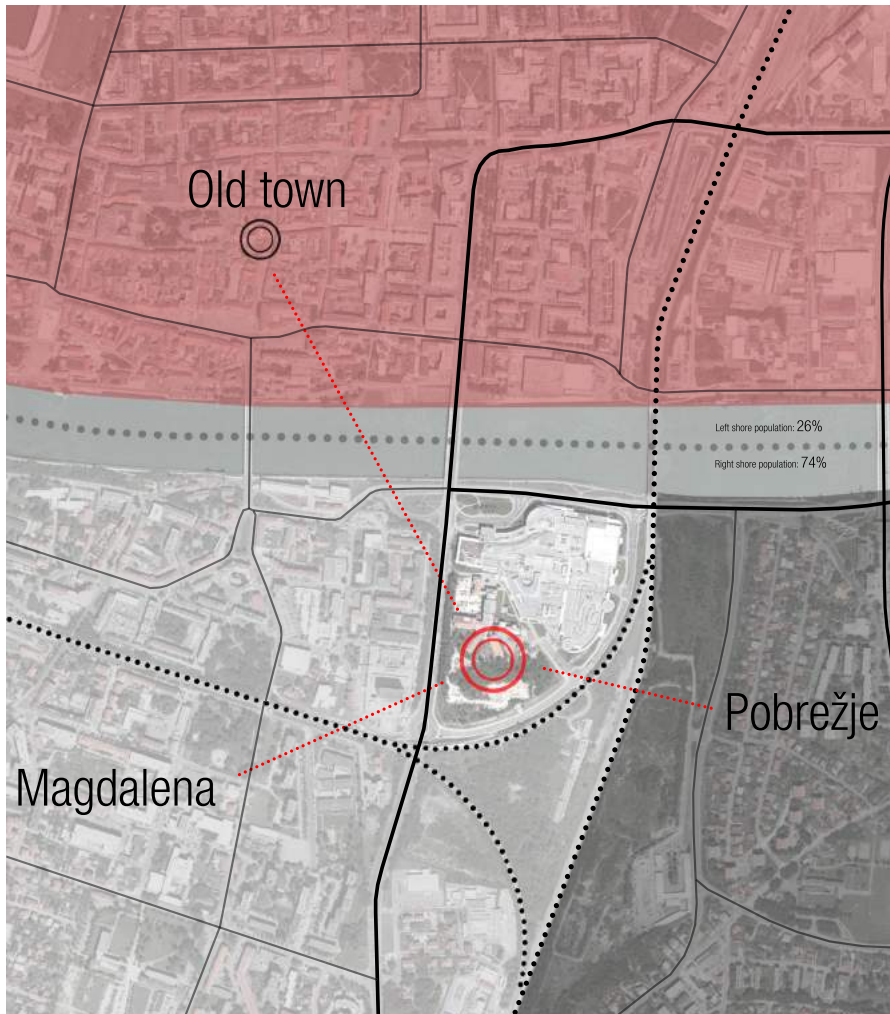 Old town
Left shore population: 26%
Right shore population: 74%
Pobrežje
Magdalena